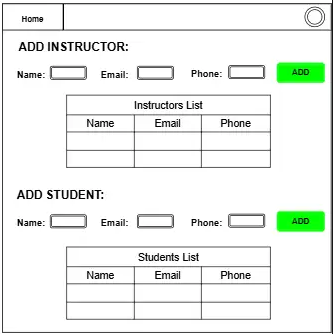 Home
ADD INSTRUCTOR:
Name: Email: Phone: ADD
Instructors List
Name Email Phone
ADD STUDENT:
Name: Email: Phone: ADD
Students List
Name Email Phone